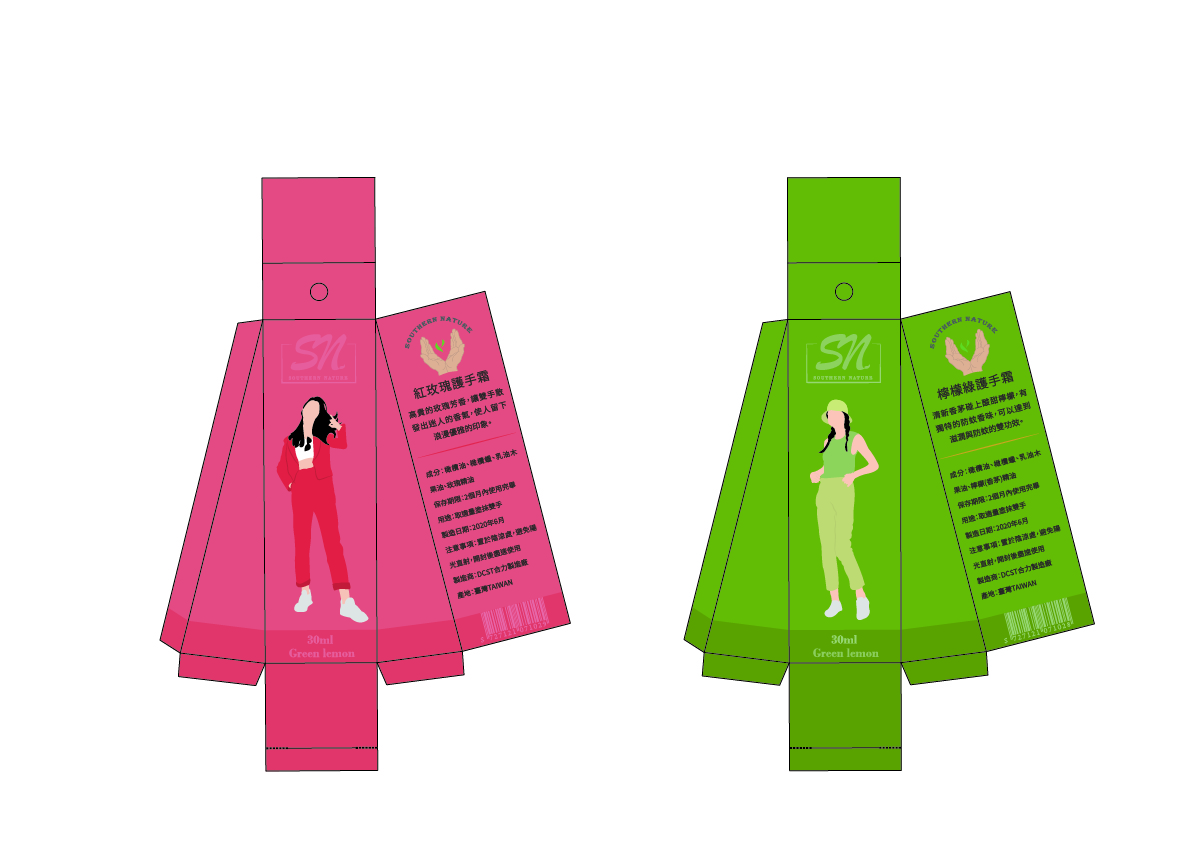 SN
SOUTHERN NATURE
30ml
Green lemon
SOUTHERN NATURE
紅玫瑰護手霜
高貴的玫瑰芳香,讓雙手散
發出迷人的香氣,使人留下
浪漫優雅的印象。
成分:橄欖油、橄欖蠟、乳油木
果油、玫瑰精油
保存期限:2個月內使用完畢
用途:取適量塗抹雙手
製造日期:2020年6月
注意事項:置於陰涼處,避免陽
光直射,開封後盡速使用
製造商:DCST合力製造廠
產地:臺灣TAIWAN
SN
SOUTHERN NATURE
30ml
Green lemon
SOUTHERN NATURE
檸檬綠護手霜
清新香茅碰上酸甜檸檬,有
獨特的防蚊香味,可以達到
滋潤與防蚊的雙功效。
成分:橄欖油、橄欖蠟、乳油木
果油、檸檬(香茅)精油
保存期限:2個月內使用完畢
用途:取適量塗抹雙手
製造日期:2020年6月
注意事項:置於陰涼處,避免陽
光直射,開封後盡速使用
製造商:DCST合力製造廠
產地:臺灣TAIWAN